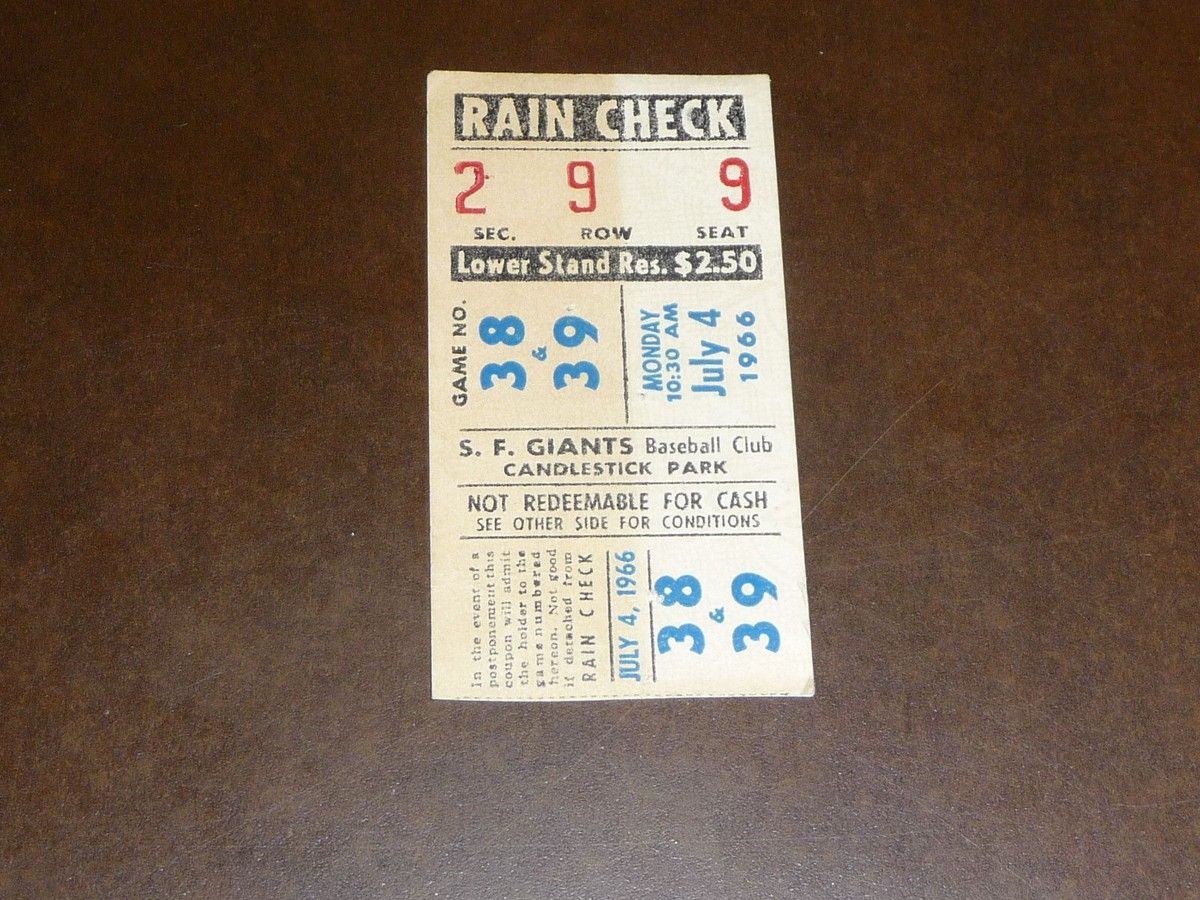 RAIN CHECK
2 9 9
SEC. ROW SEAT
Lower Stand Res. $2.50
GAME NO.
38
&
39
MONDAY
10:30 AM
July 4
1966
S. F. GIANTS Baseball Club
CANDLESTICK PARK
NOT REDEEMABLE FOR CASH
SEE OTHER SIDE FOR CONDITIONS
In the event of a
postponement this
coupon will admit
the holder to the
game numbered
hereon. Not good
if detached from
RAIN CHECK
JULY 4, 1966
38
&
39